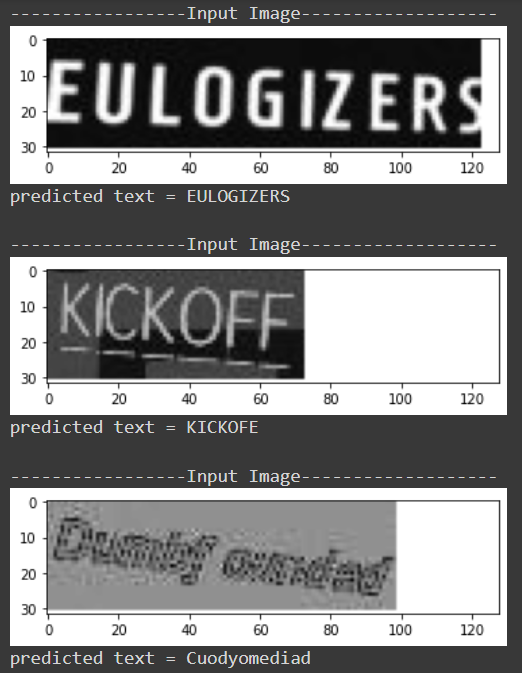 ----------------Input Image------------------
0
10
20
30
EULOGIZERS
0 20 40 60 80 100 120
predicted text = EULOGIZERS
----------------Input Image------------------
0
10
20
30
KICKOFF
0 20 40 60 80 100 120
predicted text = KICKOFE
----------------Input Image------------------
0
10
20
30
0 20 40 60 80 100 120
predicted text = Cuodyomediad